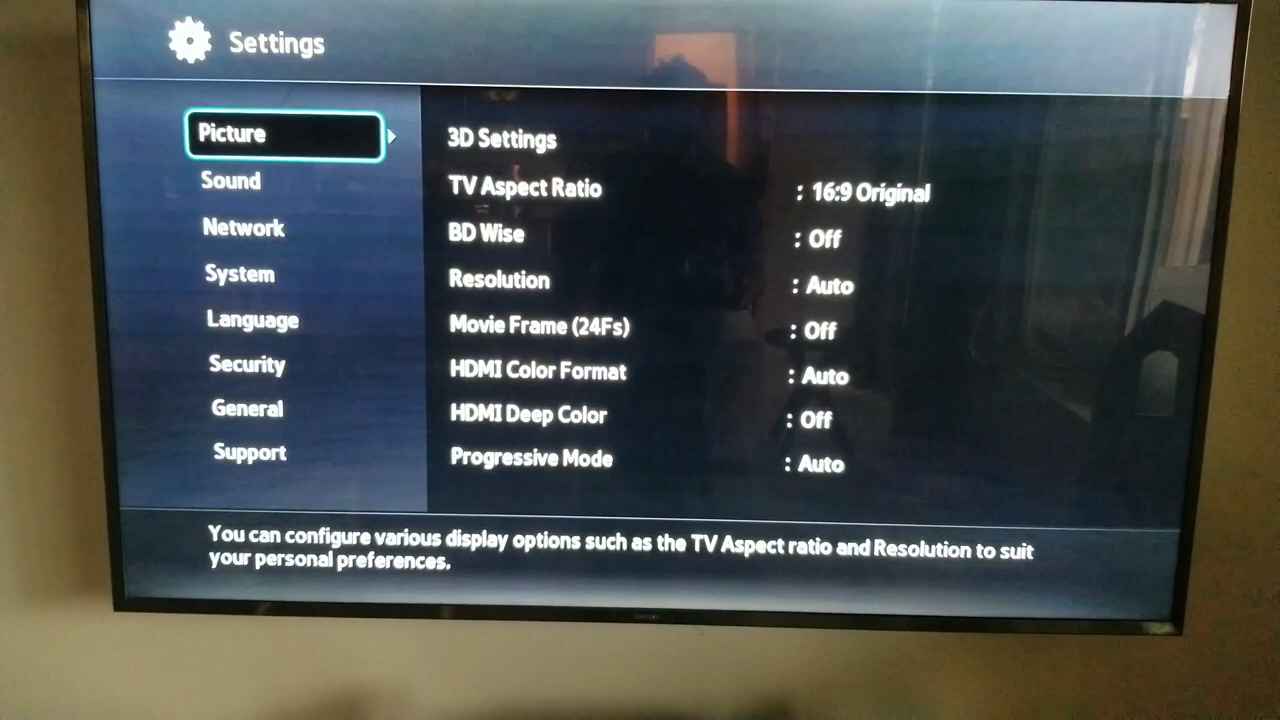 Settings
Picture
Sound
Network
System
Language
Security
General
Support
3D Settings
TV Aspect Ratio : 16:9 Original
BD Wise : Off
Resolution : Auto
Movie Frame (24Fs) : Off
HDMI Color Format : Auto
HDMI Deep Color : Off
Progressive Mode : Auto
You can configure various display options such as the TV Aspect ratio and Resolution to suit
your personal preferences.